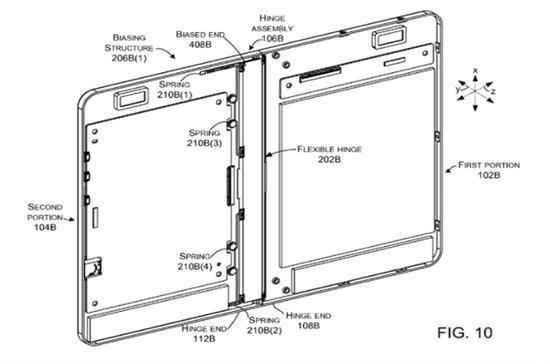 BIASING
STRUCTURE
206B(1)
BIASED END
408B
HINGE
ASSEMBLY
106B
SPRING
210B(1)
SPRING
210B(3)
FLEXIBLE HINGE
202B
X
Y
Z
FIRST PORTION
102B
SECOND
PORTION
104B
SPRING
210B(4)
HINGE END
112B
SPRING
210B(2)
HINGE END
108B
FIG. 10